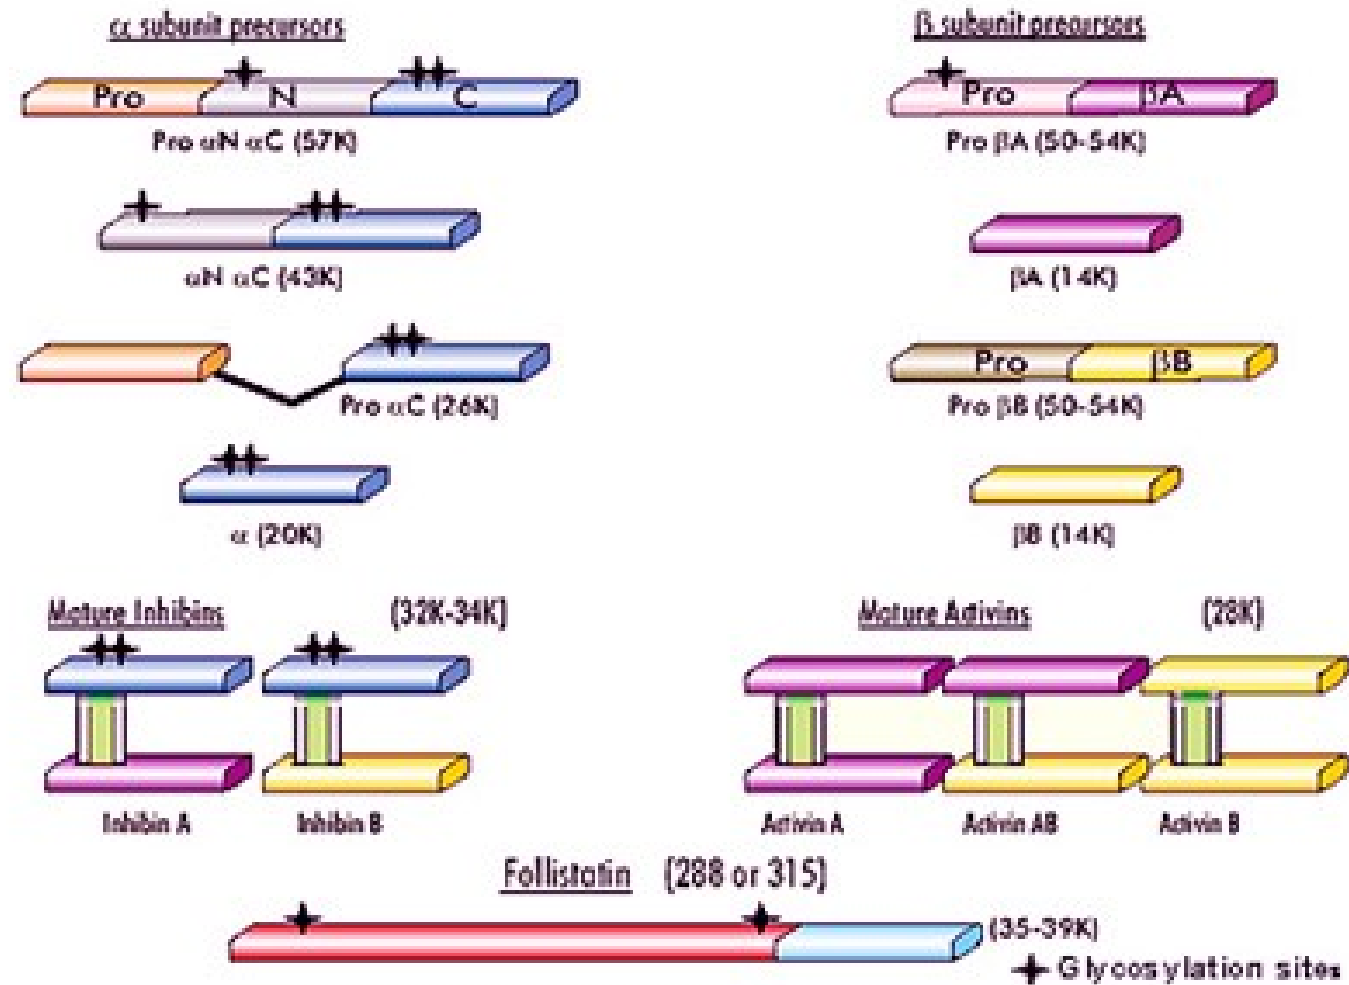 α subunit precursors
β subunit precursors
Pro N C
Pro βA
Pro αN αC (57K)
Pro βA (50-54K)
αN αC (43K)
βA (14K)
Pro βB
Pro αC (26K)
Pro βB (50-54K)
α (20K)
βB (14K)
Mature Inhibins (32K-34K)
Mature Activins (28K)
Inhibin A Inhibin B
Activin A Activin AB Activin B
Follistatin (288 or 315)
(35-39K)
Glycosylation sites